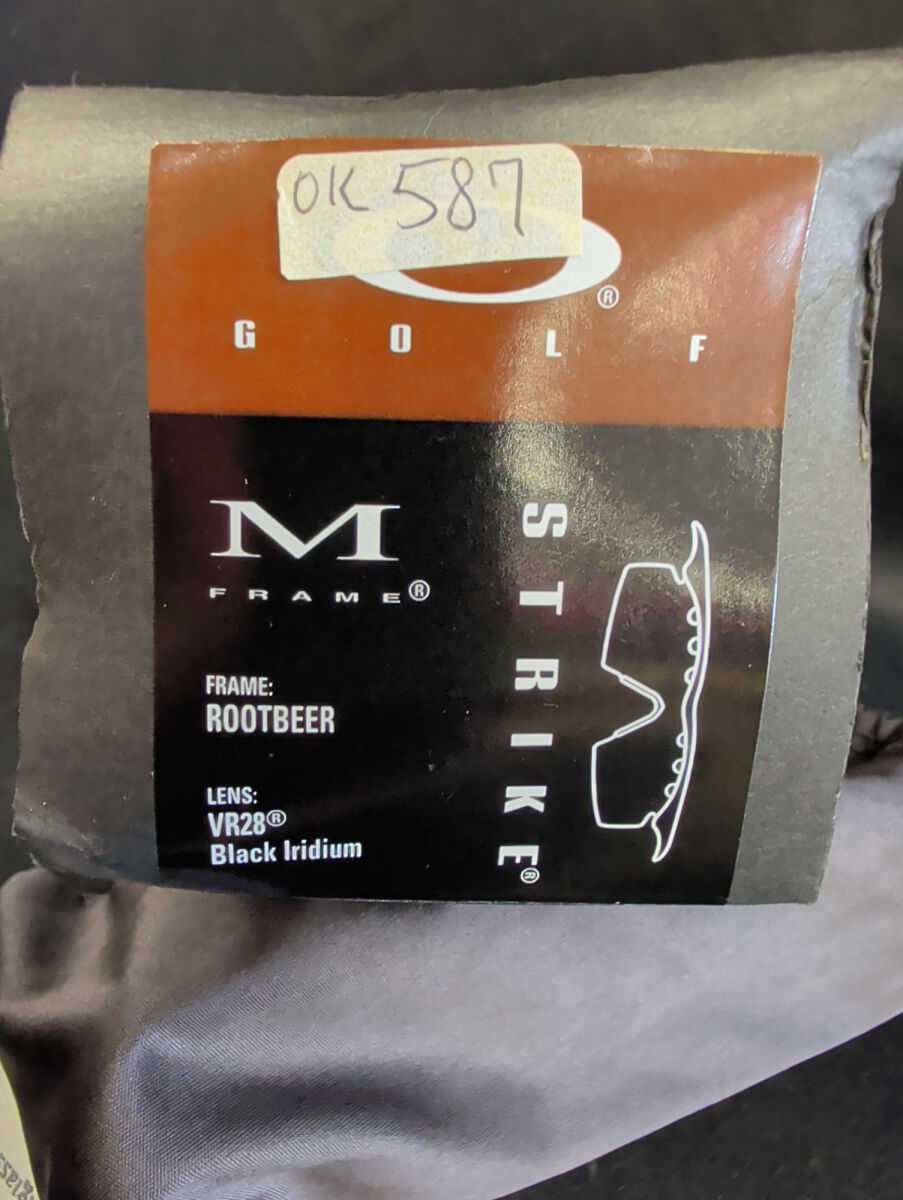 OK 587
®
GOLF
M
FRAME®
FRAME:
ROOTBEER
LENS:
VR28®
Black Iridium
STRIKE®